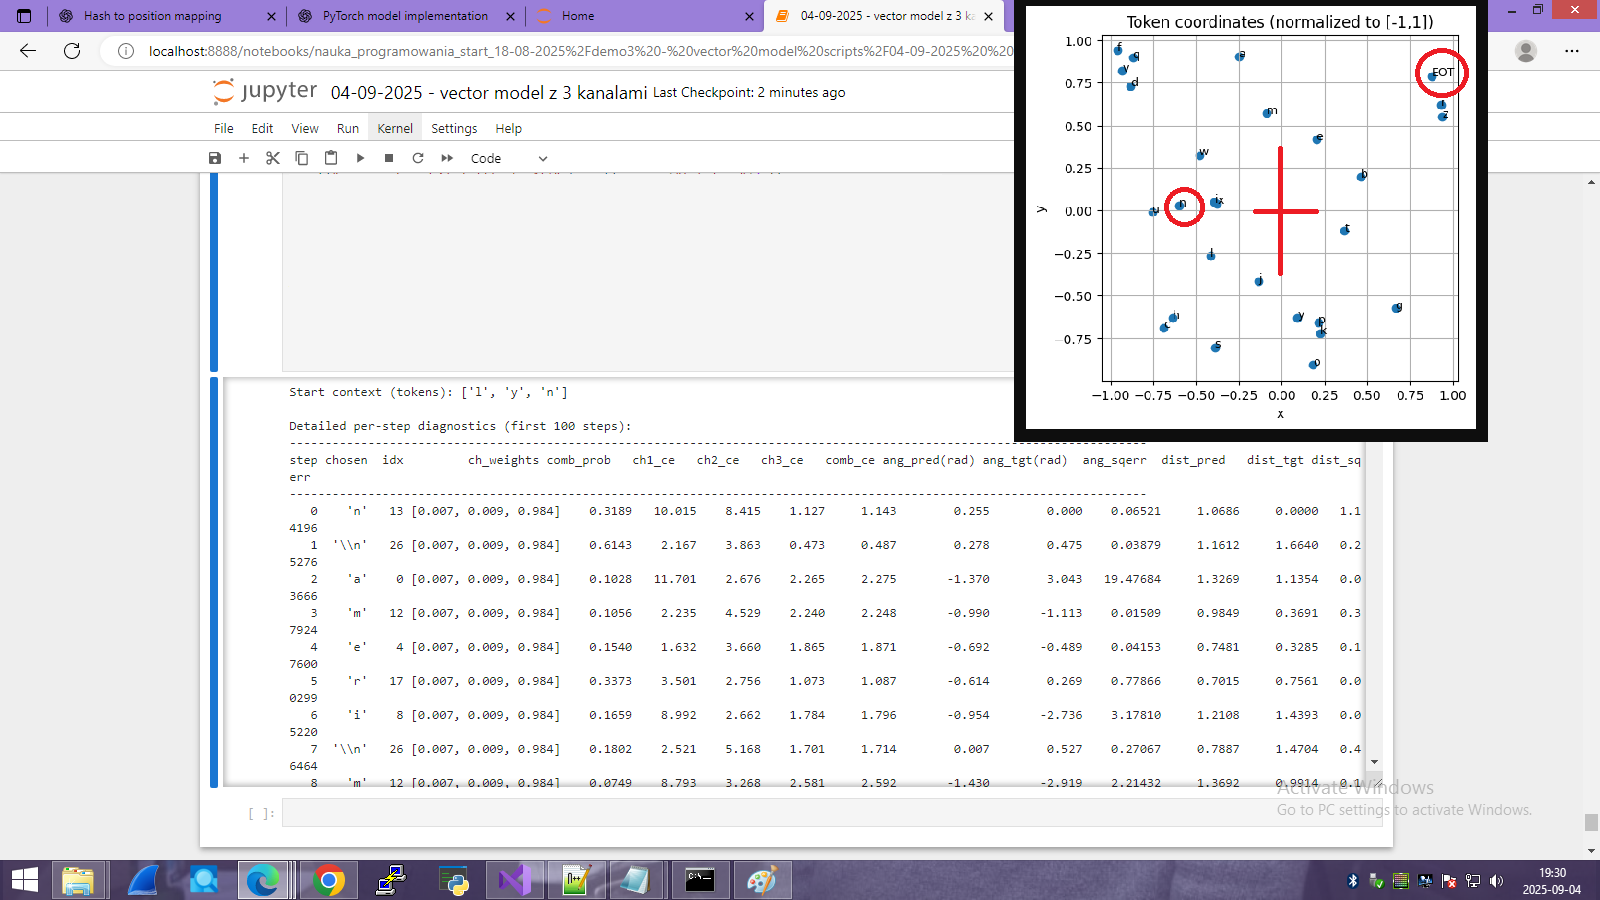 Hash to position mapping
PyTorch model implementation
Home
04-09-2025 - vector model z 3 ka
localhost:8888/notebooks/nauka_programowania_start_18-08-2025%2Fdemo3%20-%20vector%20model%20scripts%2F04-09-2025%20%20
jupyter 04-09-2025 - vector model z 3 kanalami Last Checkpoint: 2 minutes ago
File Edit View Run Kernel Settings Help
Code
Start context (tokens): ['l', 'y', 'n']
Detailed per-step diagnostics (first 100 steps):
step chosen idx ch_weights comb_prob ch1_ce ch2_ce ch3_ce comb_ce ang_pred(rad) ang_tgt(rad) ang_sqerr dist_pred dist_tgt dist_sq
err
0 'n' 13 [0.007, 0.009, 0.984] 0.3189 10.015 8.415 1.127 1.143 0.255 0.000 0.06521 1.0686 0.0000 1.1
4196
1 '\\n' 26 [0.007, 0.009, 0.984] 0.6143 2.167 3.863 0.473 0.487 0.278 0.475 0.03879 1.1612 1.6640 0.2
5276
2 'a' 0 [0.007, 0.009, 0.984] 0.1028 11.701 2.676 2.265 2.275 -1.370 3.043 19.47684 1.3269 1.1354 0.0
3666
3 'm' 12 [0.007, 0.009, 0.984] 0.1056 2.235 4.529 2.240 2.248 -0.990 -1.113 0.01509 0.9849 0.3691 0.3
7924
4 'e' 4 [0.007, 0.009, 0.984] 0.1540 1.632 3.660 1.865 1.871 -0.692 -0.489 0.04153 0.7481 0.3285 0.1
7600
5 'r' 17 [0.007, 0.009, 0.984] 0.3373 3.501 2.756 1.073 1.087 -0.614 0.269 0.77866 0.7015 0.7561 0.0
0299
6 'i' 8 [0.007, 0.009, 0.984] 0.1659 8.992 2.662 1.784 1.796 -0.954 -2.736 3.17810 1.2108 1.4393 0.0
5220
7 '\\n' 26 [0.007, 0.009, 0.984] 0.1802 2.521 5.168 1.701 1.714 0.007 0.527 0.27067 0.7887 1.4704 0.4
6464
8 'm' 12 [0.007, 0.009, 0.984] 0.0749 8.793 3.268 2.581 2.592 -1.430 -2.919 2.21432 1.3692 0.9914 0.1
[ ]:
Token coordinates (normalized to [-1,1])
1.00
0.75
0.50
0.25
0.00
−0.25
−0.50
−0.75
y
−1.00 −0.75 −0.50 −0.25 0.00 0.25 0.50 0.75 1.00
x
f
q
v
d
a
EOT
r
z
m
e
w
b
n
u
t
l
j
g
c
y
p
k
s
o
Activate Windows
Go to PC settings to activate Windows.
19:30
2025-09-04